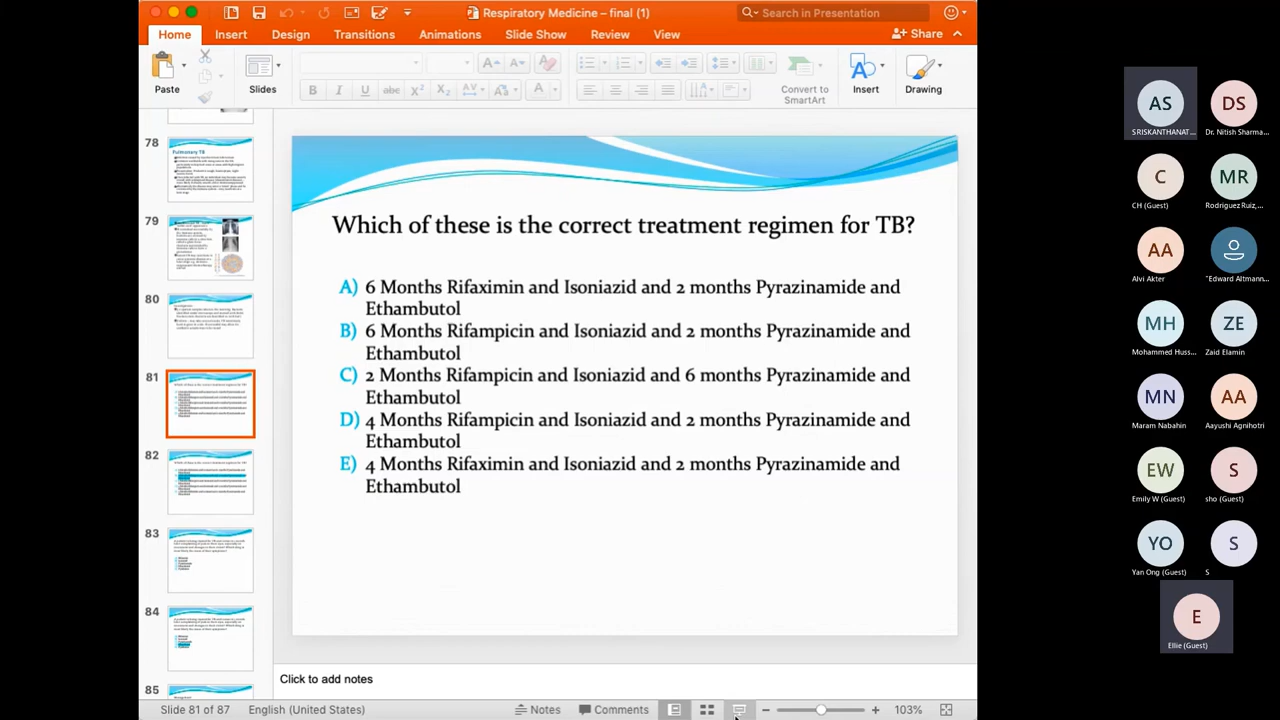 Respiratory Medicine – final (1)
Search in Presentation
Home
Insert
Design
Transitions
Animations
Slide Show
Review
View
Share
Paste
Slides
Convert to
SmartArt
Insert
Drawing
78
Pulmonary TB
79
80
81
82
83
84
85
Which of these is the correct treatment regimen for TB?
A) 6 Months Rifaximin and Isoniazid and 2 months Pyrazinamide and
Ethambutol
B) 6 Months Rifampicin and Isoniazid and 2 months Pyrazinamide and
Ethambutol
C) 2 Months Rifampicin and Isoniazid and 6 months Pyrazinamide and
Ethambutol
D) 4 Months Rifampicin and Isoniazid and 2 months Pyrazinamide and
Ethambutol
E) 4 Months Rifaximn and Isoniazid and 2 months Pyrazinamide and
Ethambutol
Click to add notes
Slide 81 of 87
English (United States)
Notes
Comments
103%
AS
SRISKANTHANAT...
DS
Dr. Nitish Sharma...
C
CH (Guest)
MR
Rodriguez Ruiz,...
AA
Alvi Akter
"Edward Altmann...
MH
Mohammed Huss...
ZE
Zaid Elamin
MN
Maram Nabahin
AA
Aayushi Agnihotri
EW
Emily W (Guest)
S
sho (Guest)
YO
Yan Ong (Guest)
S
S
E
Ellie (Guest)